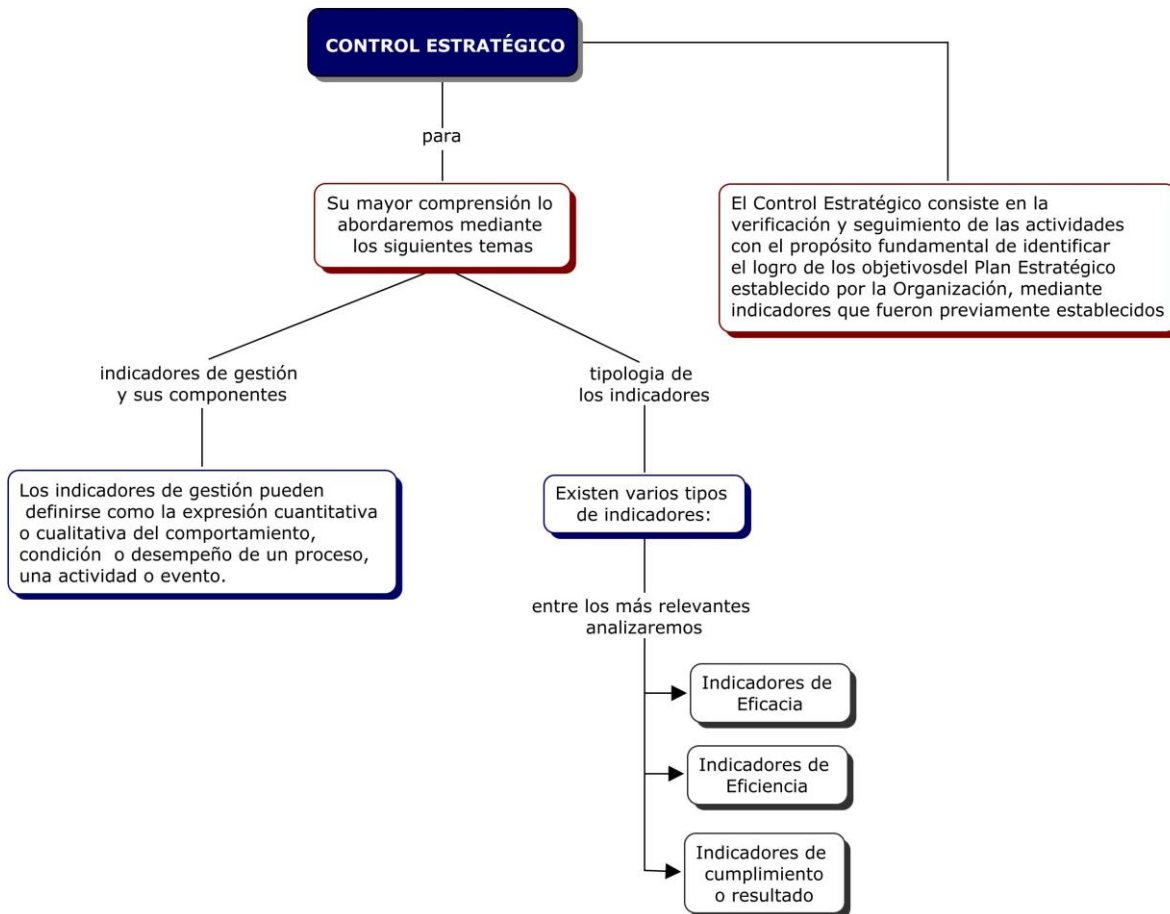 CONTROL ESTRATÉGICO
para
Su mayor comprensión lo
abordaremos mediante
los siguientes temas
El Control Estratégico consiste en la
verificación y seguimiento de las actividades
con el propósito fundamental de identificar
el logro de los objetivosdel Plan Estratégico
establecido por la Organización, mediante
indicadores que fueron previamente establecidos
indicadores de gestión
y sus componentes
Los indicadores de gestión pueden
definirse como la expresión cuantitativa
o cualitativa del comportamiento,
condición o desempeño de un proceso,
una actividad o evento.
tipologia de
los indicadores
Existen varios tipos
de indicadores:
entre los más relevantes
analizaremos
Indicadores de
Eficacia
Indicadores de
Eficiencia
Indicadores de
cumplimiento
o resultado